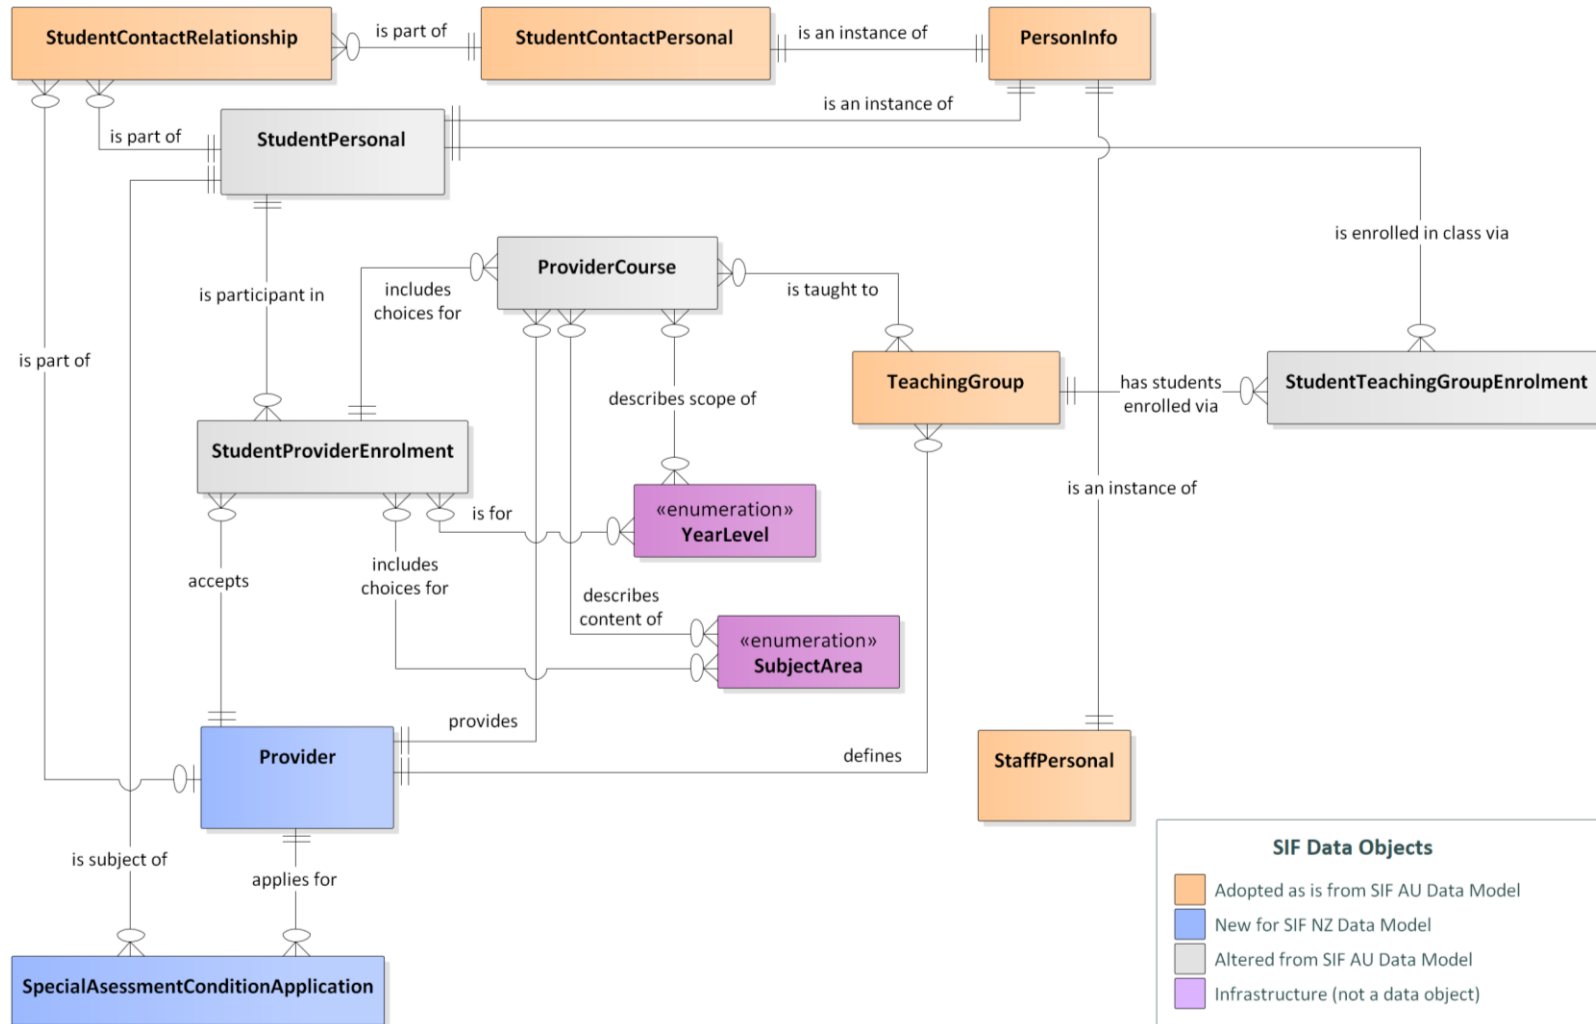 StudentContactRelationship
is part of
StudentContactPersonal
is an instance of
PersonInfo
is an instance of
is part of
StudentPersonal
is enrolled in class via
is participant in
includes
choices for
ProviderCourse
is taught to
is part of
describes scope of
TeachingGroup
has students
enrolled via
StudentTeachingGroupEnrolment
StudentProviderEnrolment
is for
«enumeration»
YearLevel
is an instance of
accepts
includes
choices for
describes
content of
«enumeration»
SubjectArea
provides
defines
Provider
StaffPersonal
is subject of
applies for
SpecialAsessmentConditionApplication
SIF Data Objects
Adopted as is from SIF AU Data Model
New for SIF NZ Data Model
Altered from SIF AU Data Model
Infrastructure (not a data object)